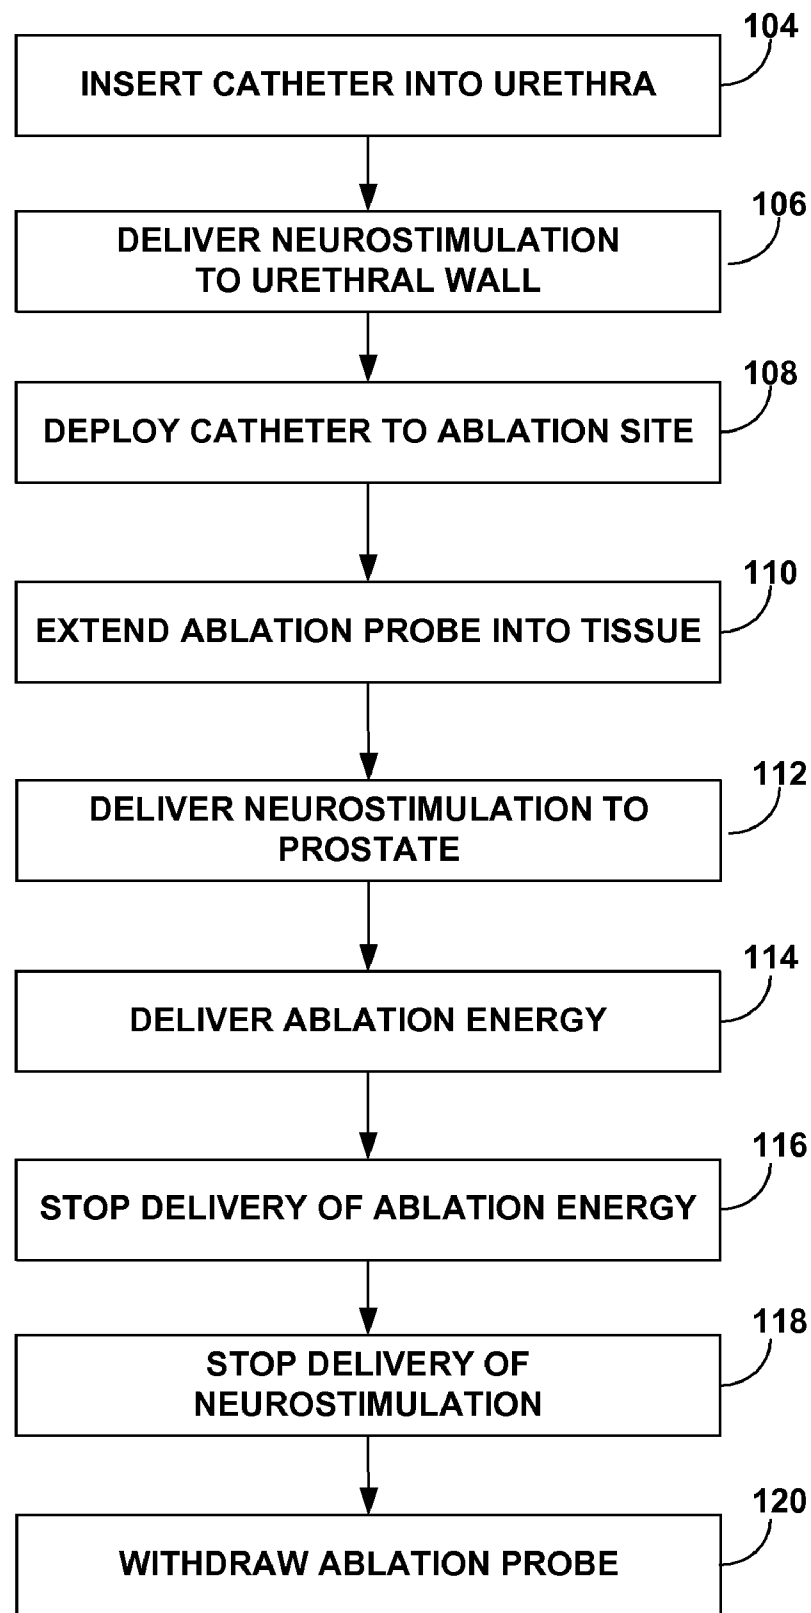 104
INSERT CATHETER INTO URETHRA
106
DELIVER NEUROSTIMULATION
TO URETHRAL WALL
108
DEPLOY CATHETER TO ABLATION SITE
110
EXTEND ABLATION PROBE INTO TISSUE
112
DELIVER NEUROSTIMULATION TO
PROSTATE
114
DELIVER ABLATION ENERGY
116
STOP DELIVERY OF ABLATION ENERGY
118
STOP DELIVERY OF
NEUROSTIMULATION
120
WITHDRAW ABLATION PROBE